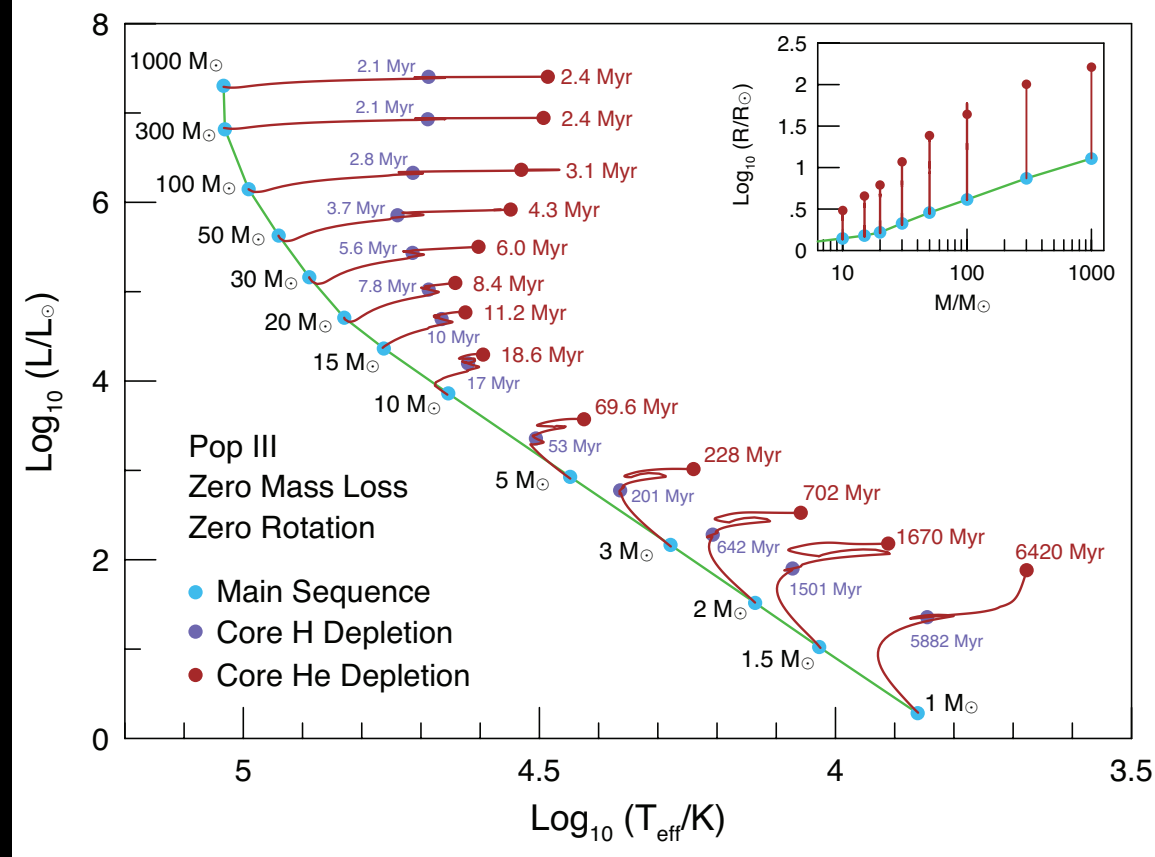 8
6
4
2
0
5
4.5
4
3.5
Log10 (L/L☉)
Log10 (Teff/K)
1000 M☉
2.1 Myr
2.4 Myr
300 M☉
2.1 Myr
2.4 Myr
100 M☉
2.8 Myr
3.1 Myr
50 M☉
3.7 Myr
4.3 Myr
30 M☉
5.6 Myr
6.0 Myr
20 M☉
7.8 Myr
8.4 Myr
15 M☉
10 Myr
11.2 Myr
10 M☉
17 Myr
18.6 Myr
5 M☉
53 Myr
69.6 Myr
3 M☉
201 Myr
228 Myr
2 M☉
642 Myr
702 Myr
1.5 M☉
1501 Myr
1670 Myr
1 M☉
5882 Myr
6420 Myr
Pop III
Zero Mass Loss
Zero Rotation
Main Sequence
Core H Depletion
Core He Depletion
2.5
2
1.5
1
.5
0
Log10 (R/R☉)
10
100
1000
M/M☉